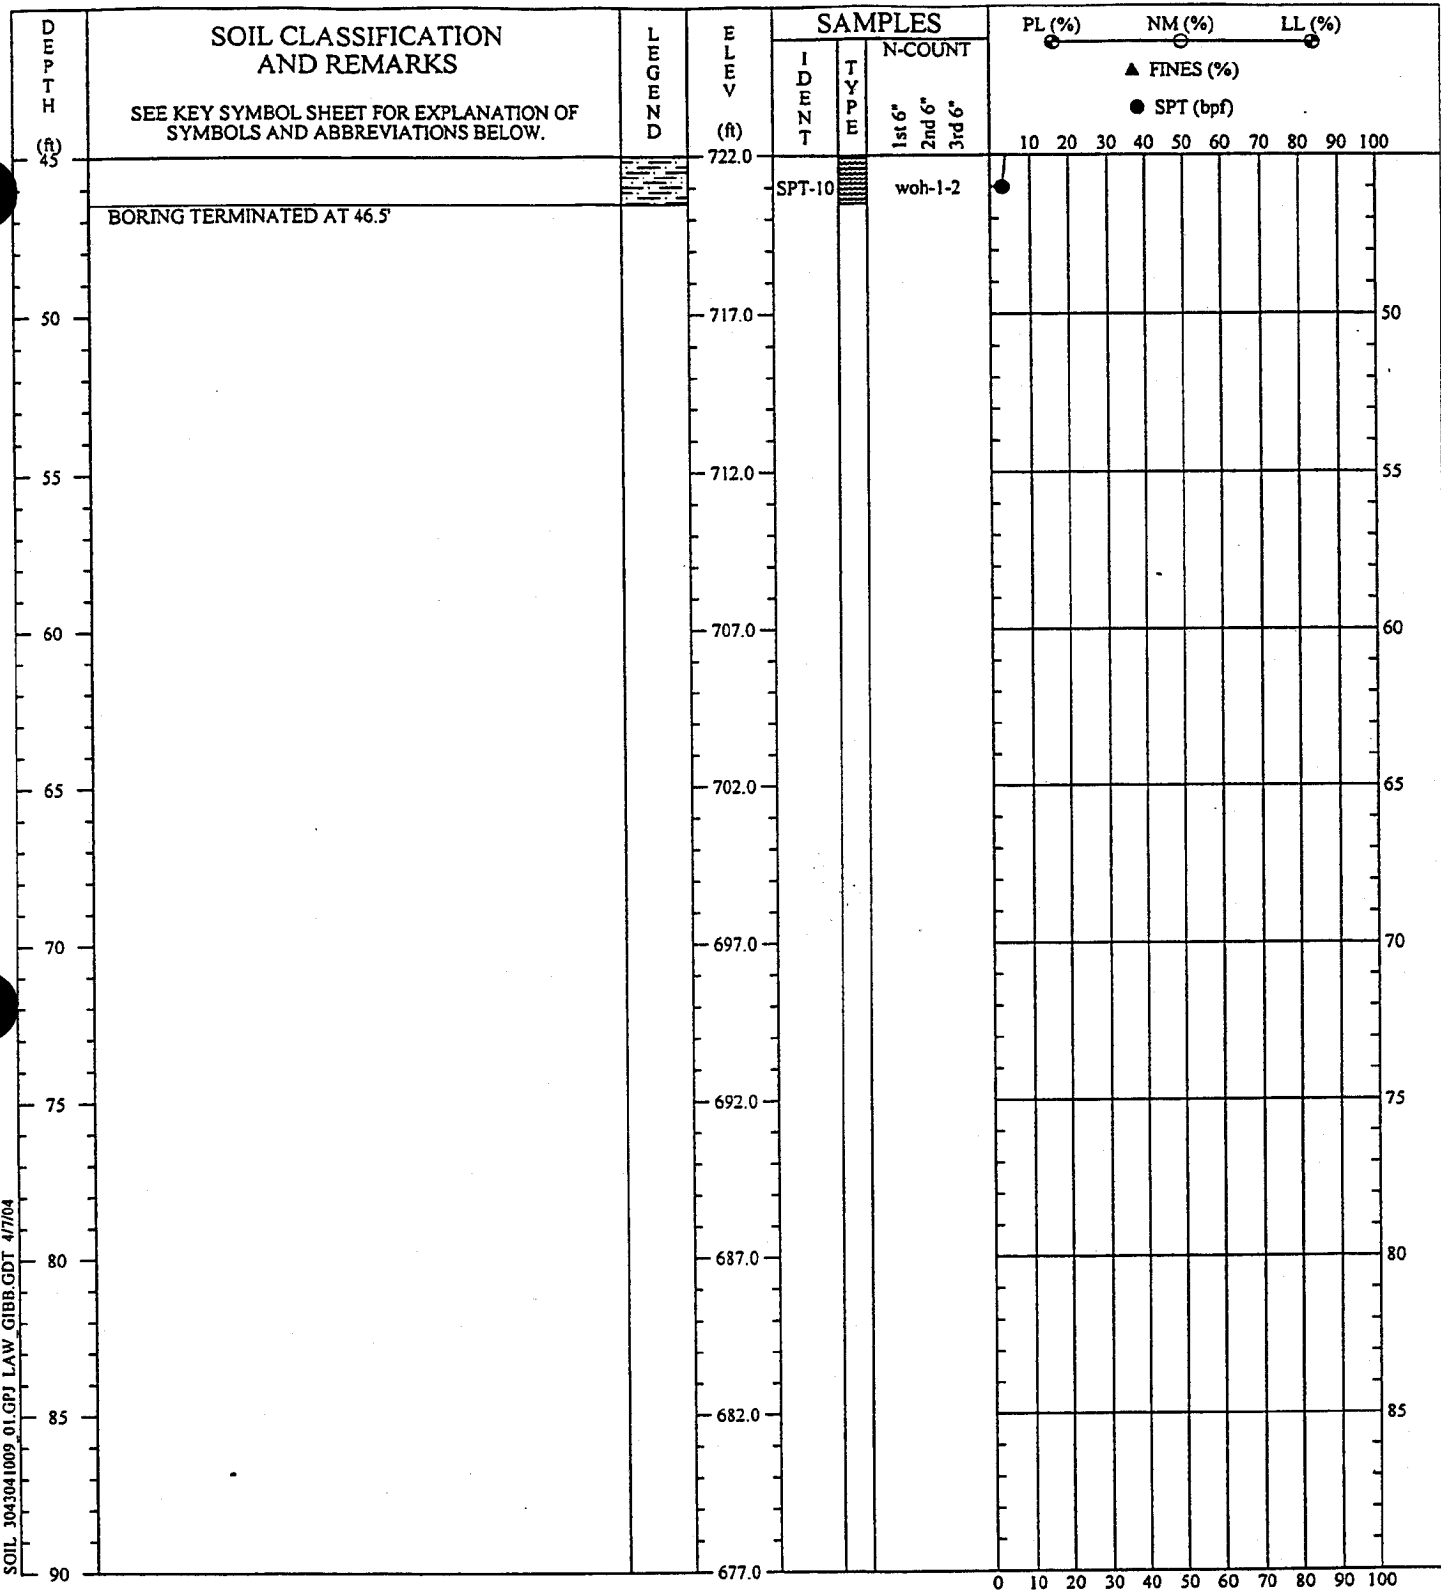 DEPTH
(ft)
SOIL CLASSIFICATION
AND REMARKS
SEE KEY SYMBOL SHEET FOR EXPLANATION OF
SYMBOLS AND ABBREVIATIONS BELOW.
LEGEND
ELEV
(ft)
SAMPLES
IDENT
TYPE
N-COUNT
1st 6"
2nd 6"
3rd 6"
PL (%) NM (%) LL (%)
▲ FINES (%)
● SPT (bpf)
10 20 30 40 50 60 70 80 90 100
45 722.0
SPT-10 woh-1-2
BORING TERMINATED AT 46.5'
50 717.0 50
55 712.0 55
60 707.0 60
65 702.0 65
70 697.0 70
75 692.0 75
80 687.0 80
85 682.0 85
90 677.0
0 10 20 30 40 50 60 70 80 90 100
SOIL 3043041009_01.GPJ LAW_GIBB.GDT 4/7/04